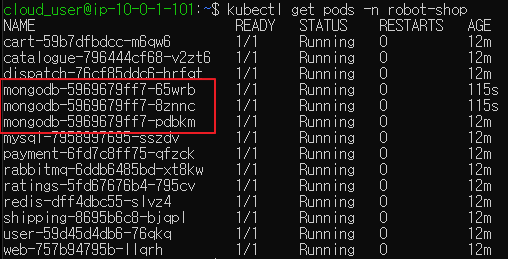 cloud_user@ip-10-0-1-101:~$ kubectl get pods -n robot-shop
NAME READY STATUS RESTARTS AGE
cart-59b7dfbdcc-m6qw6 1/1 Running 0 12m
catalogue-796444cf68-v2zt6 1/1 Running 0 12m
dispatch-76cf85ddc6-hrfqt 1/1 Running 0 12m
mongodb-5969679ff7-65wrb 1/1 Running 0 115s
mongodb-5969679ff7-8znnc 1/1 Running 0 115s
mongodb-5969679ff7-pdbkm 1/1 Running 0 12m
mysql-7958997695-sszdv 1/1 Running 0 12m
payment-6fd7c8ff75-qfzck 1/1 Running 0 12m
rabbitmq-6ddb6485bd-xt8kw 1/1 Running 0 12m
ratings-5fd67676b4-795cv 1/1 Running 0 12m
redis-dff4dbc55-slvz4 1/1 Running 0 12m
shipping-8695b6c8-bjqpl 1/1 Running 0 12m
user-59d45d4db6-76qkq 1/1 Running 0 12m
web-757b94795b-llqrh 1/1 Running 0 12m